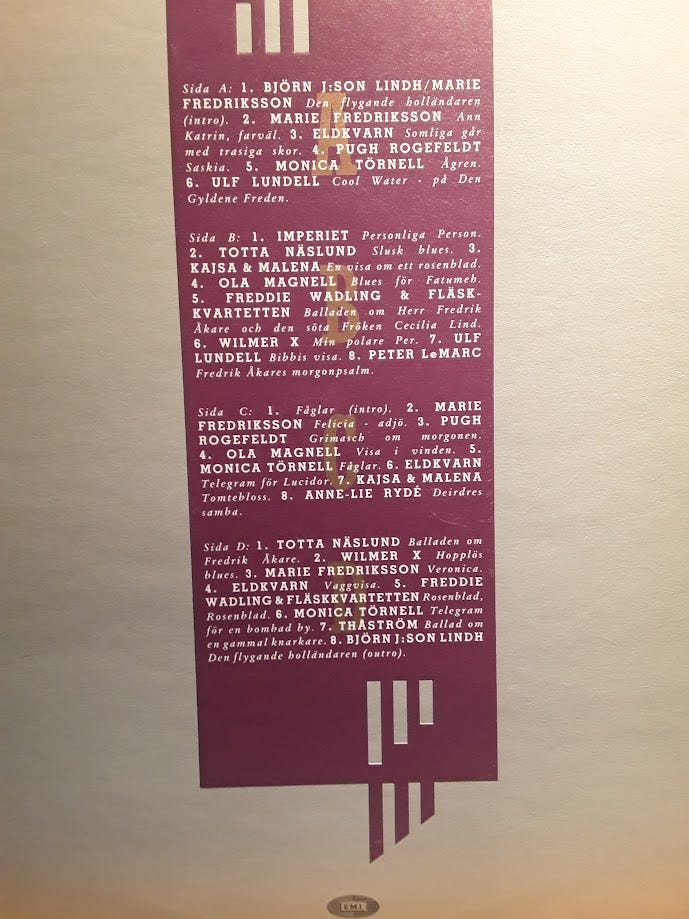 Sida A: 1. BJÖRN J:SON LINDH/MARIE
FREDRIKSSON Den flygande holländaren
(intro). 2. MARIE FREDRIKSSON Ann
Katrin, farväl. 3. ELDKVARN Somliga går
med trasiga skor. 4. PUGH ROGEFELDT
Saskia. 5. MONICA TÖRNELL Ågren.
6. ULF LUNDELL Cool Water - på Den
Gyldene Freden.
A
Sida B: 1. IMPERIET Personliga Person.
2. TOTTA NÄSLUND Slusk blues. 3.
KAJSA & MALENA En visa om ett rosenblad.
4. OLA MAGNELL Blues för Fatumeh.
5. FREDDIE WADLING & FLÄSK-
KVARTETTEN Balladen om Herr Fredrik
Åkare och den söta Fröken Cecilia Lind.
6. WILMER X Min polare Per. 7. ULF
LUNDELL Bibbis visa. 8. PETER LeMARC
Fredrik Åkares morgonpsalm.
B
Sida C: 1. Fåglar (intro). 2. MARIE
FREDRIKSSON Felicia - adjö. 3. PUGH
ROGEFELDT Grimasch om morgonen.
4. OLA MAGNELL Visa i vinden. 5.
MONICA TÖRNELL Fåglar. 6. ELDKVARN
Telegram för Lucidor. 7. KAJSA & MALENA
Tomtebloss. 8. ANNE-LIE RYDÉ Deirdres
samba.
C
Sida D: 1. TOTTA NÄSLUND Balladen om
Fredrik Åkare. 2. WILMER X Hopplös
blues. 3. MARIE FREDRIKSSON Veronica.
4. ELDKVARN Vaggvisa. 5. FREDDIE
WADLING & FLÄSKKVARTETTEN Rosenblad,
Rosenblad. 6. MONICA TÖRNELL Telegram
för en bombad by. 7. THÅSTRÖM Ballad om
en gammal knarkare. 8. BJÖRN J:SON LINDH
Den flygande holländaren (outro).
EMI